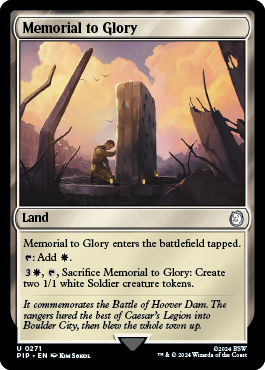 Memorial to Glory
Land
Memorial to Glory enters the battlefield tapped.
: Add .
3, , Sacrifice Memorial to Glory: Create
two 1/1 white Soldier creature tokens.
It commemorates the Battle of Hoover Dam. The
rangers lured the best of Caesar's Legion into
Boulder City, then blew the whole town up.
U 0271
PIP • EN Kim Sokol
©2024 BSW
™ & © 2024 Wizards of the Coast